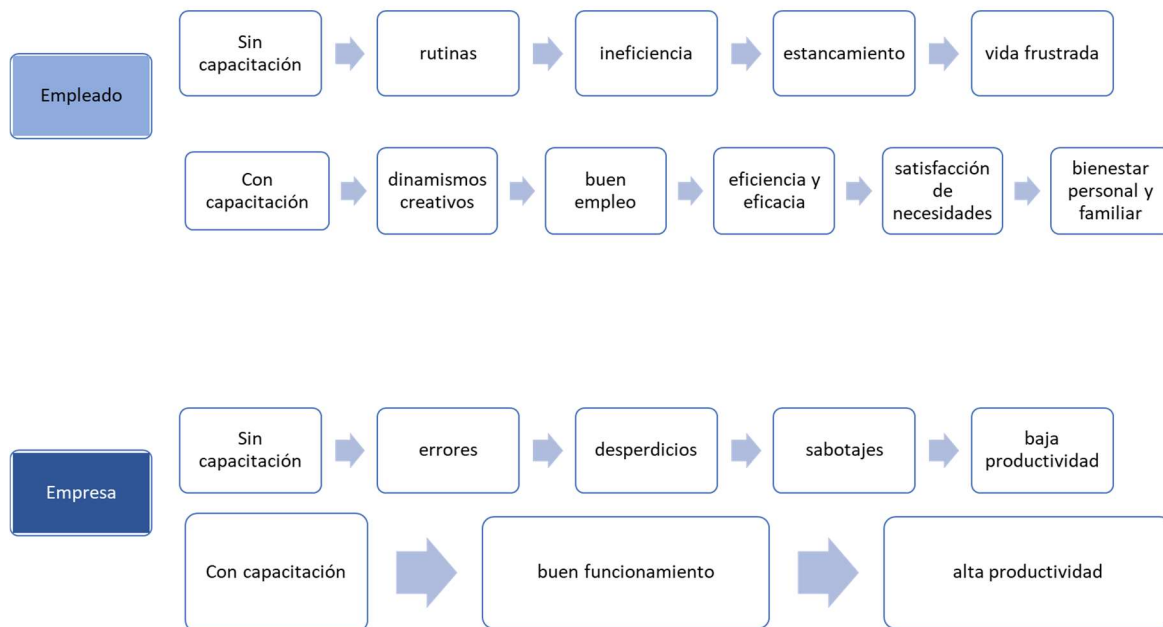 Empleado
Sin
capacitación
rutinas
ineficiencia
estancamiento
vida frustrada
Con
capacitación
dinamismos
creativos
buen
empleo
eficiencia y
eficacia
satisfacción
de
necesidades
bienestar
personal y
familiar
Empresa
Sin
capacitación
errores
desperdicios
sabotajes
baja
productividad
Con capacitación
buen funcionamiento
alta productividad